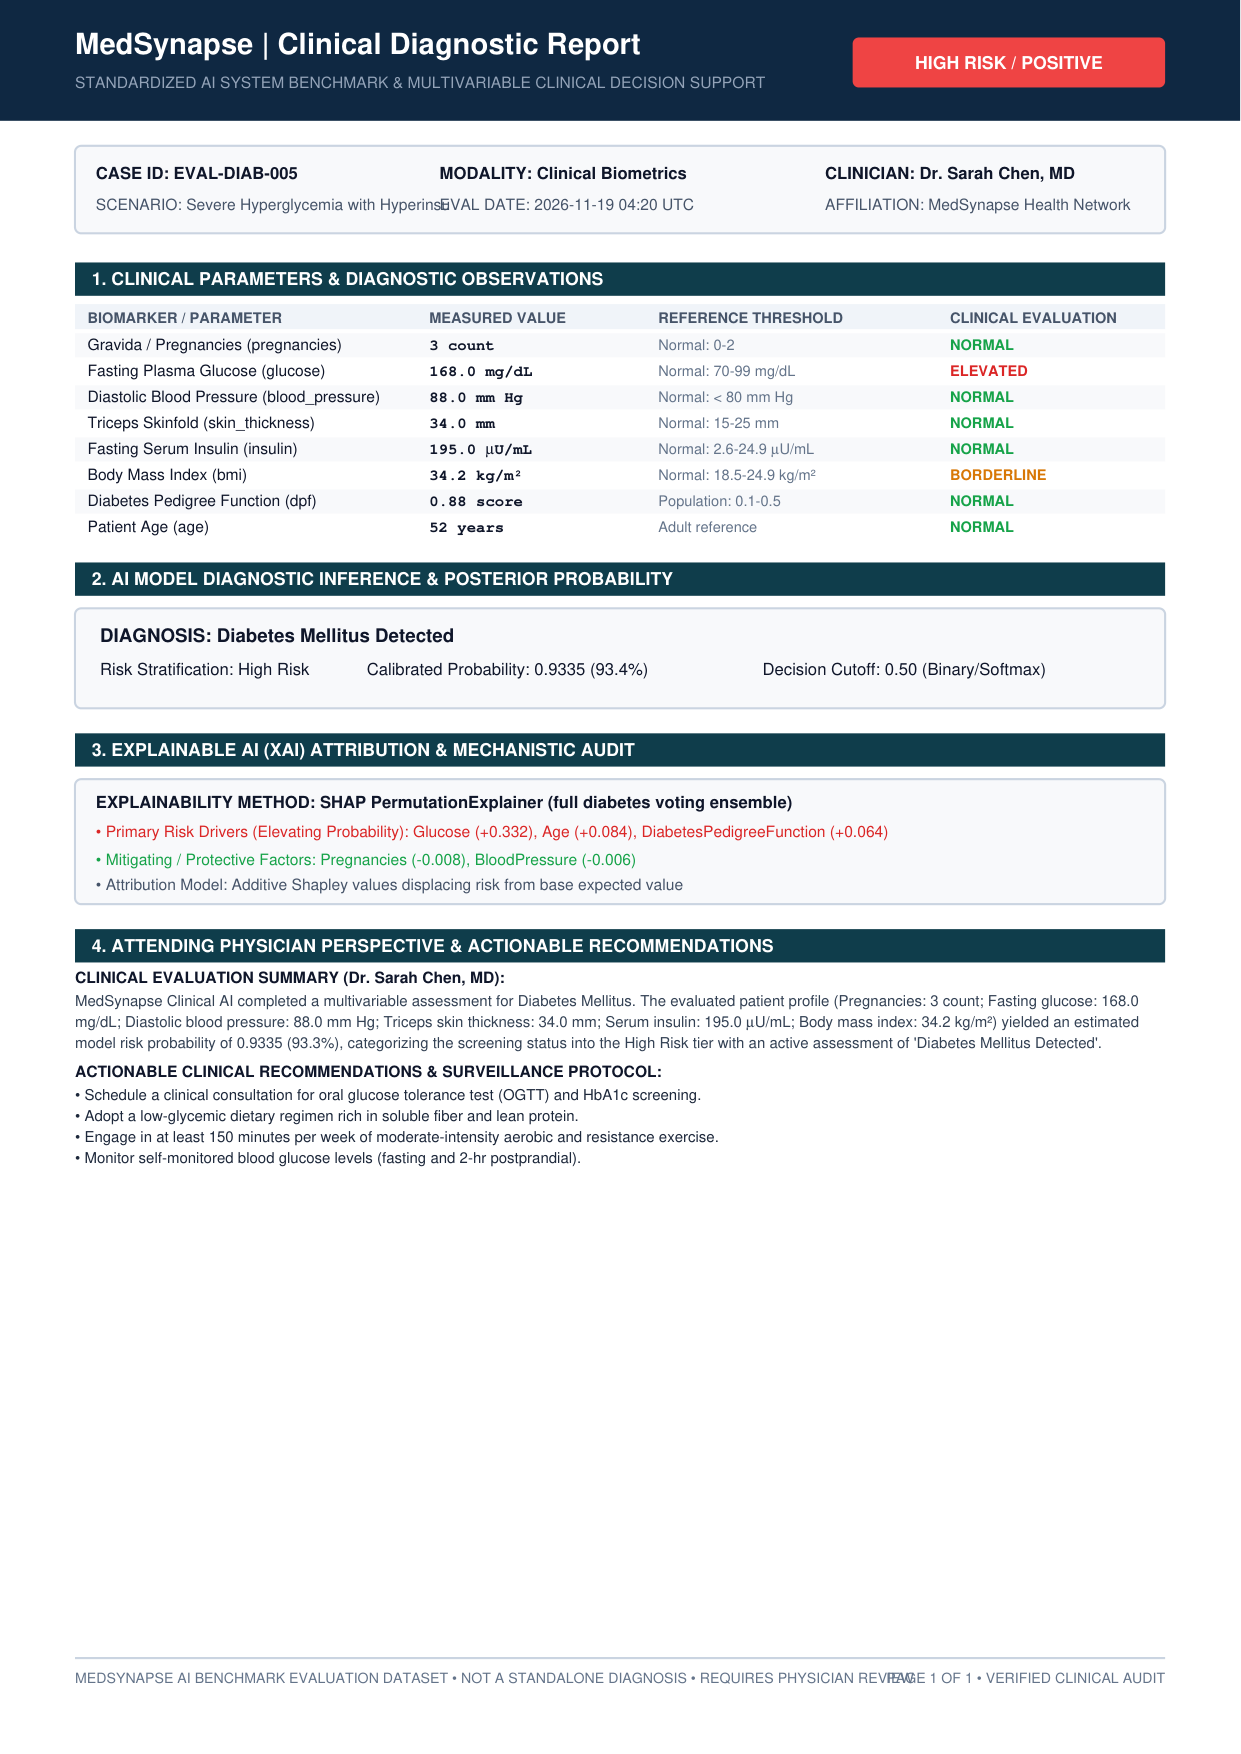 MedSynapse | Clinical Diagnostic Report
STANDARDIZED AI SYSTEM BENCHMARK & MULTIVARIABLE CLINICAL DECISION SUPPORT
HIGH RISK / POSITIVE
CASE ID: EVAL-DIAB-005 MODALITY: Clinical Biometrics CLINICIAN: Dr. Sarah Chen, MD
SCENARIO: Severe Hyperglycemia with EVAL DATE: 2026-11-19 04:20 UTC AFFILIATION: MedSynapse Health Network
1. CLINICAL PARAMETERS & DIAGNOSTIC OBSERVATIONS
BIOMARKER / PARAMETER MEASURED VALUE REFERENCE THRESHOLD CLINICAL EVALUATION
Gravida / Pregnancies (pregnancies) 3 count Normal: 0-2 NORMAL
Fasting Plasma Glucose (glucose) 168.0 mg/dL Normal: 70-99 mg/dL ELEVATED
Diastolic Blood Pressure (blood_pressure) 88.0 mm Hg Normal: < 80 mm Hg NORMAL
Triceps Skinfold (skin_thickness) 34.0 mm Normal: 15-25 mm NORMAL
Fasting Serum Insulin (insulin) 195.0 μU/mL Normal: 2.6-24.9 μU/mL NORMAL
Body Mass Index (bmi) 34.2 kg/m² Normal: 18.5-24.9 kg/m² BORDERLINE
Diabetes Pedigree Function (dpf) 0.88 score Population: 0.1-0.5 NORMAL
Patient Age (age) 52 years Adult reference NORMAL
2. AI MODEL DIAGNOSTIC INFERENCE & POSTERIOR PROBABILITY
DIAGNOSIS: Diabetes Mellitus Detected
Risk Stratification: High Risk Calibrated Probability: 0.9335 (93.4%) Decision Cutoff: 0.50 (Binary/Softmax)
3. EXPLAINABLE AI (XAI) ATTRIBUTION & MECHANISTIC AUDIT
EXPLAINABILITY METHOD: SHAP PermutationExplainer (full diabetes voting ensemble)
• Primary Risk Drivers (Elevating Probability): Glucose (+0.332), Age (+0.084), DiabetesPedigreeFunction (+0.064)
• Mitigating / Protective Factors: Pregnancies (-0.008), BloodPressure (-0.006)
• Attribution Model: Additive Shapley values displacing risk from base expected value
4. ATTENDING PHYSICIAN PERSPECTIVE & ACTIONABLE RECOMMENDATIONS
CLINICAL EVALUATION SUMMARY (Dr. Sarah Chen, MD):
MedSynapse Clinical AI completed a multivariable assessment for Diabetes Mellitus. The evaluated patient profile (Pregnancies: 3 count; Fasting glucose: 168.0
mg/dL; Diastolic blood pressure: 88.0 mm Hg; Triceps skin thickness: 34.0 mm; Serum insulin: 195.0 μU/mL; Body mass index: 34.2 kg/m²) yielded an estimated
model risk probability of 0.9335 (93.3%), categorizing the screening status into the High Risk tier with an active assessment of 'Diabetes Mellitus Detected'.
ACTIONABLE CLINICAL RECOMMENDATIONS & SURVEILLANCE PROTOCOL:
• Schedule a clinical consultation for oral glucose tolerance test (OGTT) and HbA1c screening.
• Adopt a low-glycemic dietary regimen rich in soluble fiber and lean protein.
• Engage in at least 150 minutes per week of moderate-intensity aerobic and resistance exercise.
• Monitor self-monitored blood glucose levels (fasting and 2-hr postprandial).
MEDSYNAPSE AI BENCHMARK EVALUATION DATASET • NOT A STANDALONE DIAGNOSIS • REQUIRES PHYSICIAN REVIEW PAGE 1 OF 1 • VERIFIED CLINICAL AUDIT